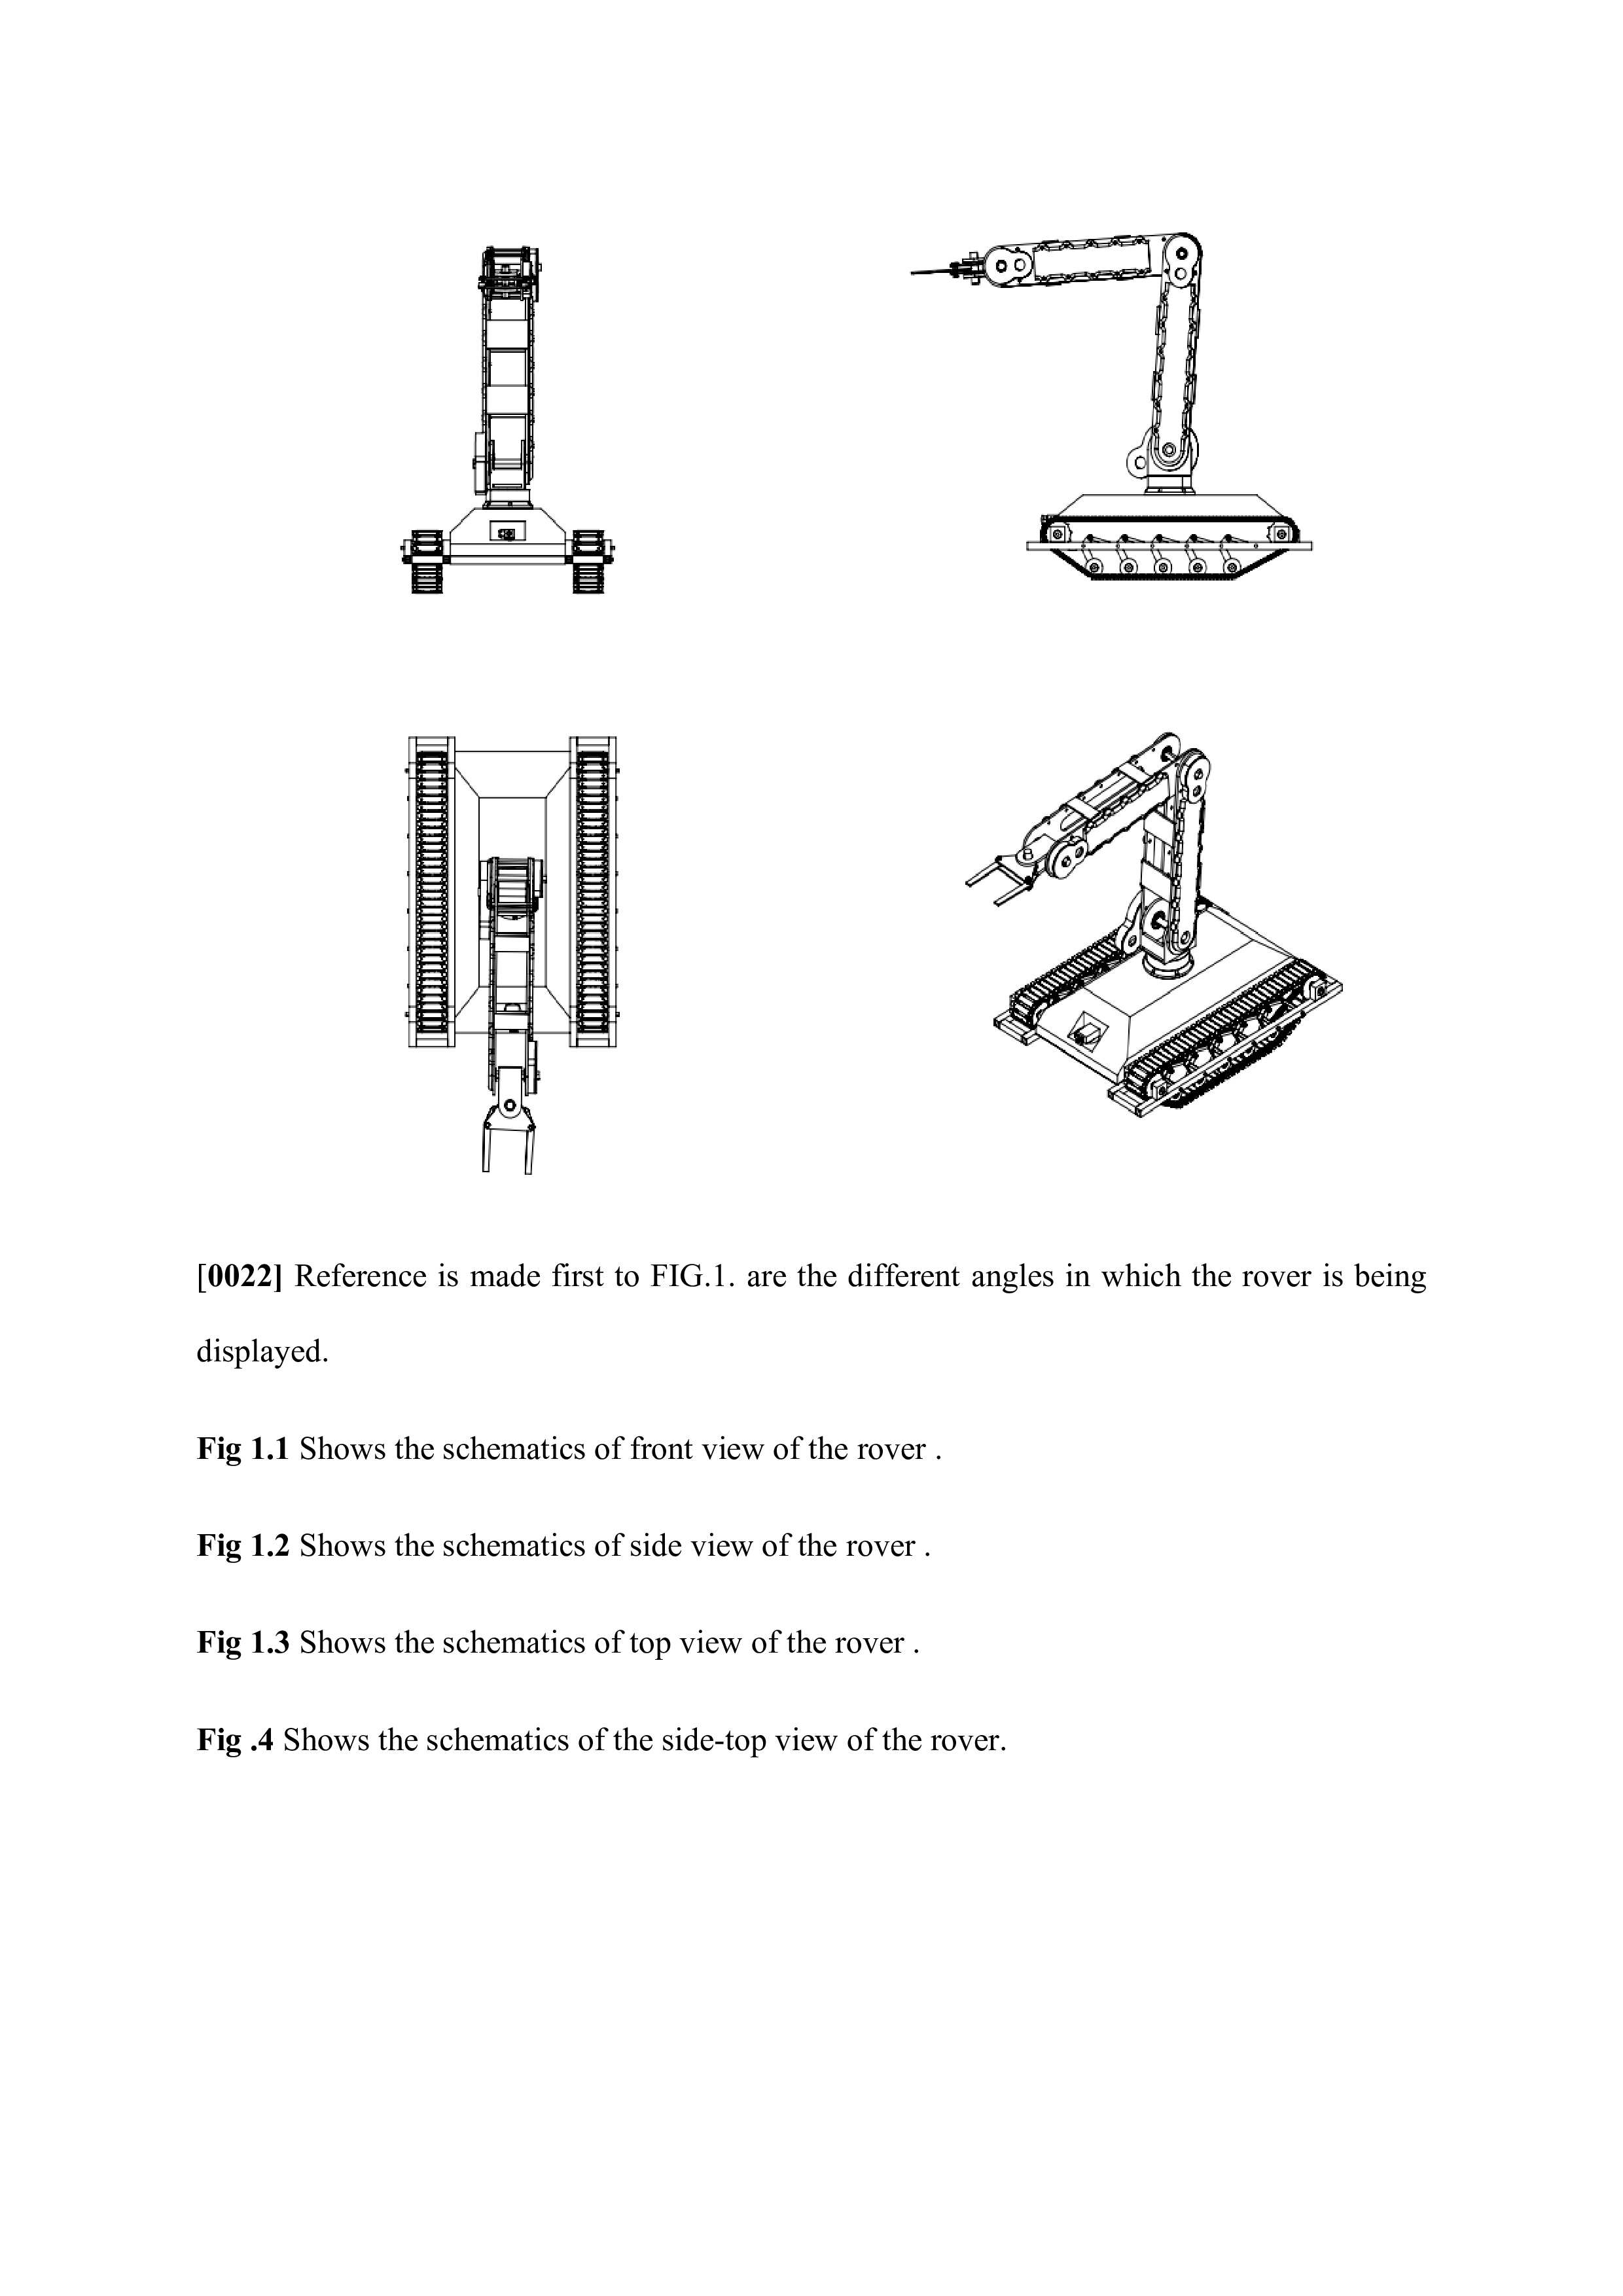 [0022] Reference is made first to FIG.1. are the different angles in which the rover is being
displayed.
Fig 1.1 Shows the schematics of front view of the rover .
Fig 1.2 Shows the schematics of side view of the rover .
Fig 1.3 Shows the schematics of top view of the rover .
Fig .4 Shows the schematics of the side-top view of the rover.